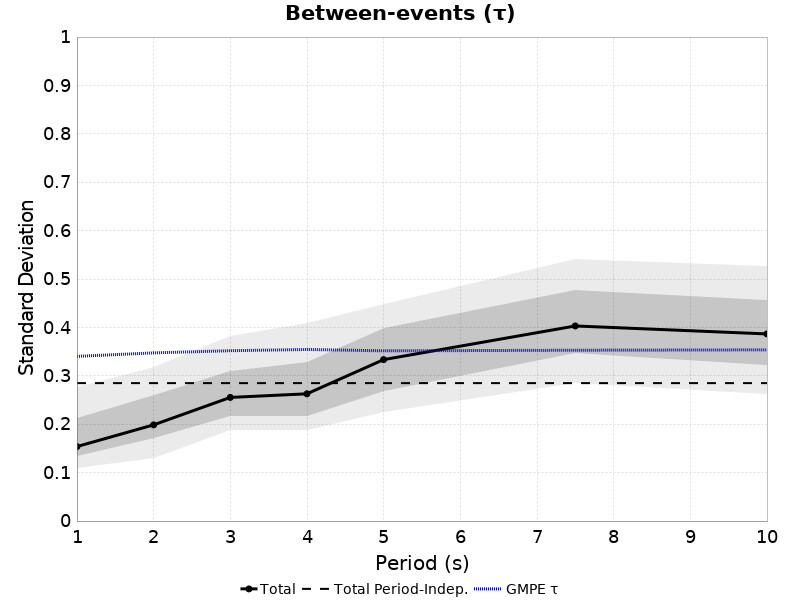 Between-events (τ)
1
0.9
0.8
0.7
0.6
0.5
0.4
0.3
0.2
0.1
0
Standard Deviation
1 2 3 4 5 6 7 8 9 10
Period (s)
Total Total Period-Indep. GMPE τ